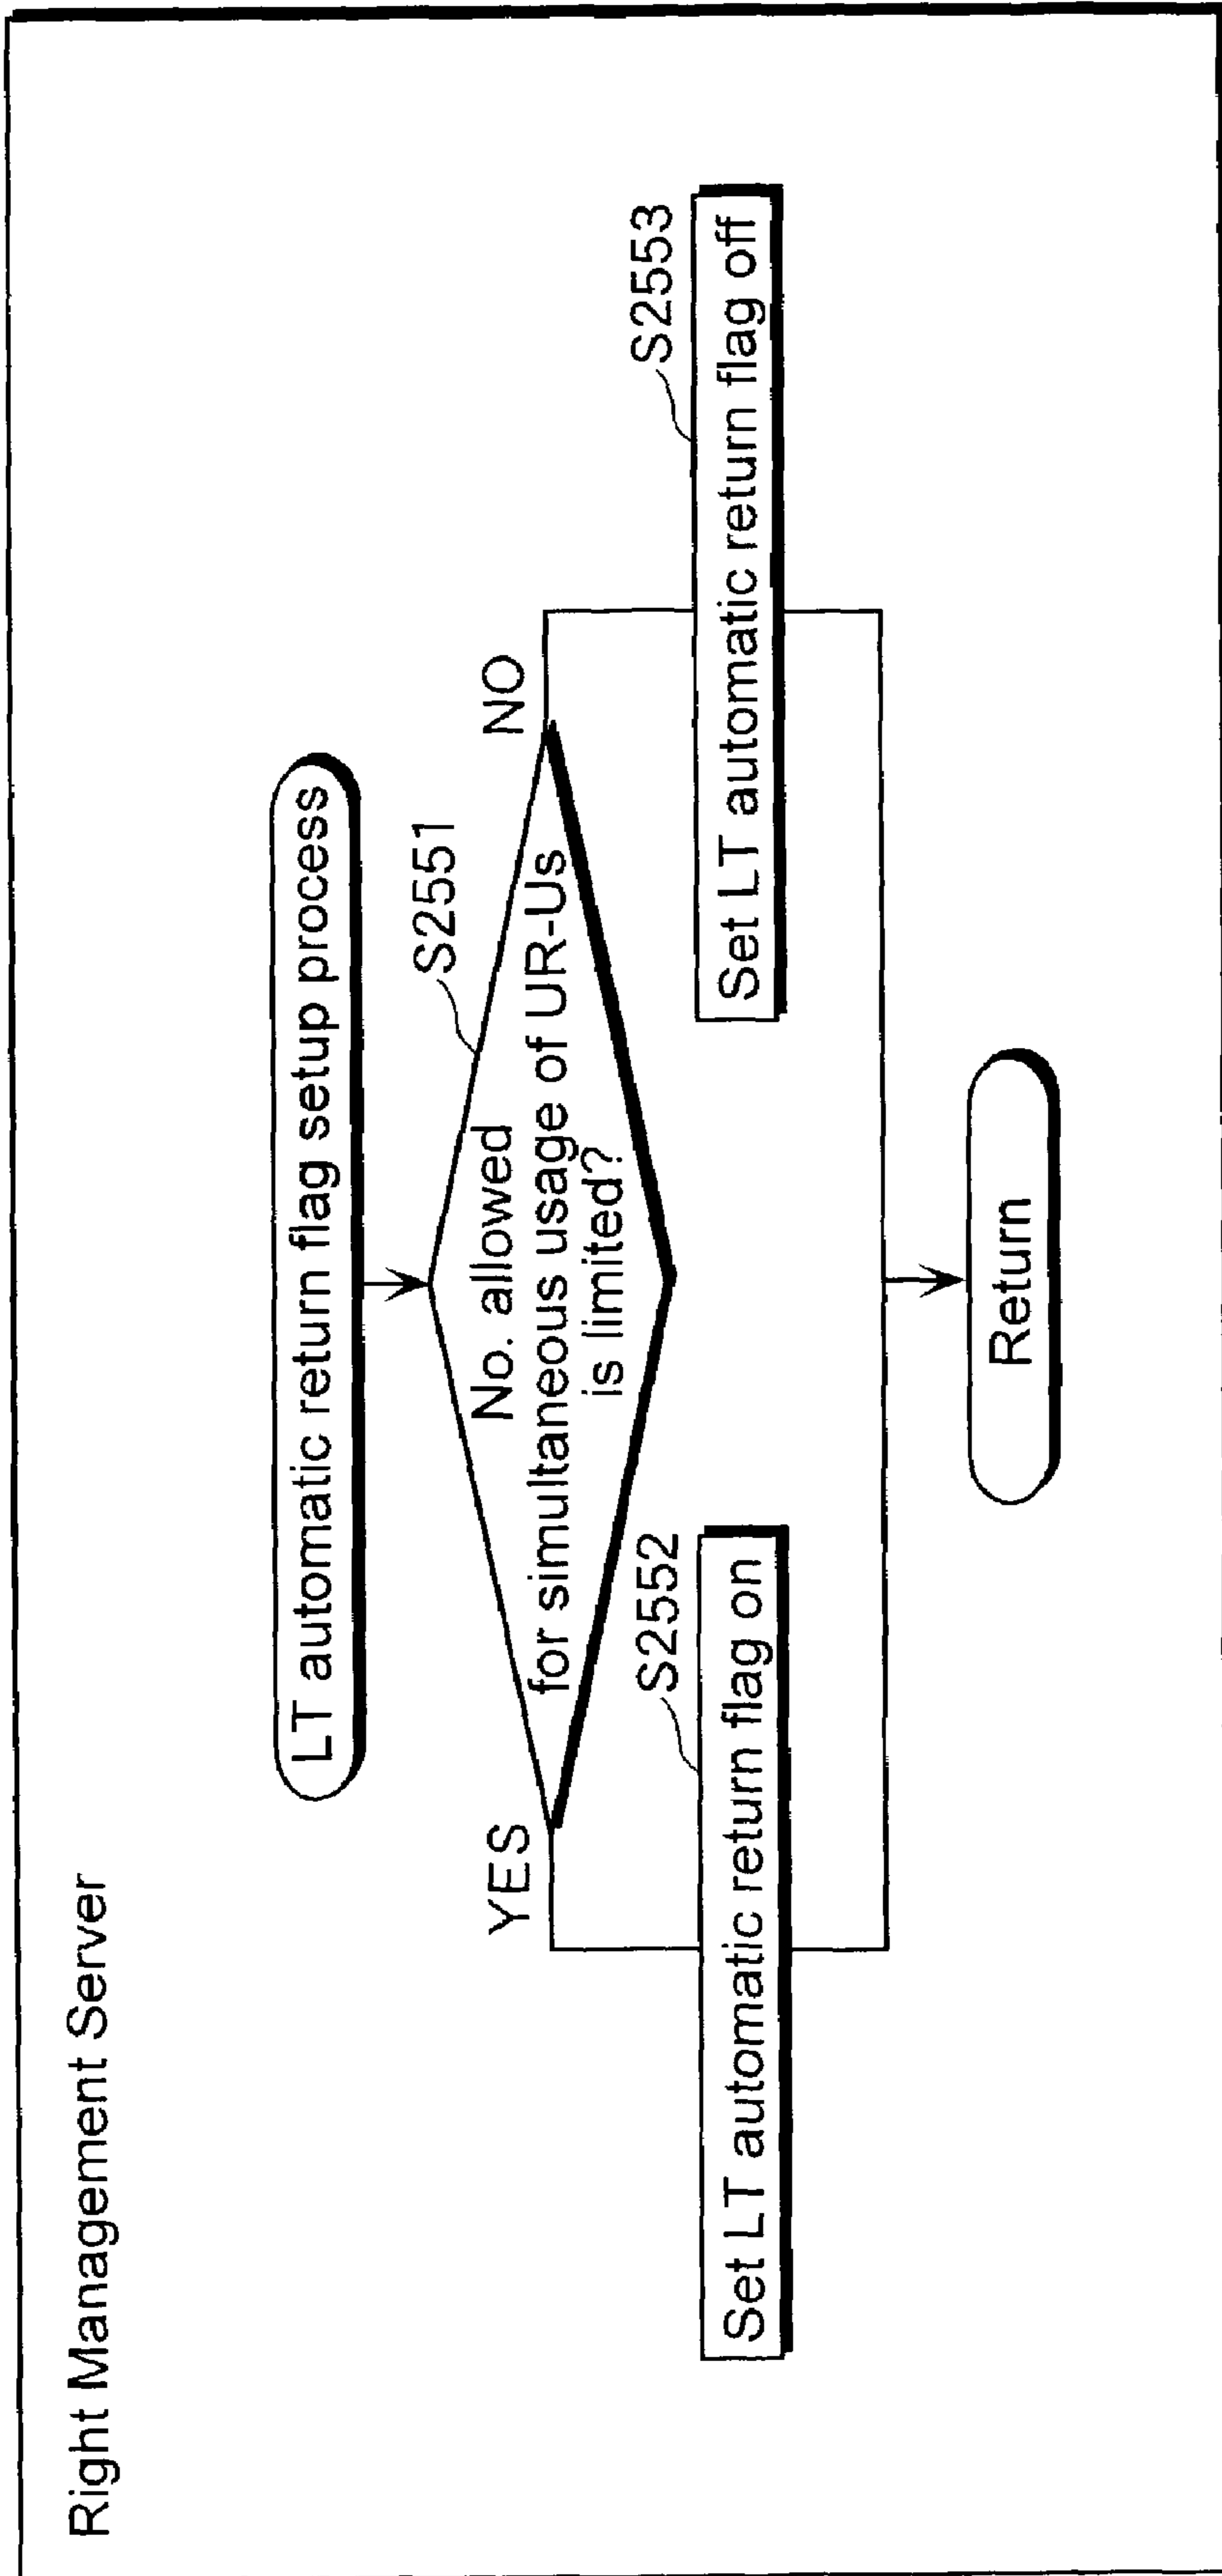 Right Management Server
LT automatic return flag setup process
S2551
No. allowed
for simultaneous usage of UR-Us
is limited?
YES
NO
S2552
Set LT automatic return flag on
S2553
Set LT automatic return flag off
Return